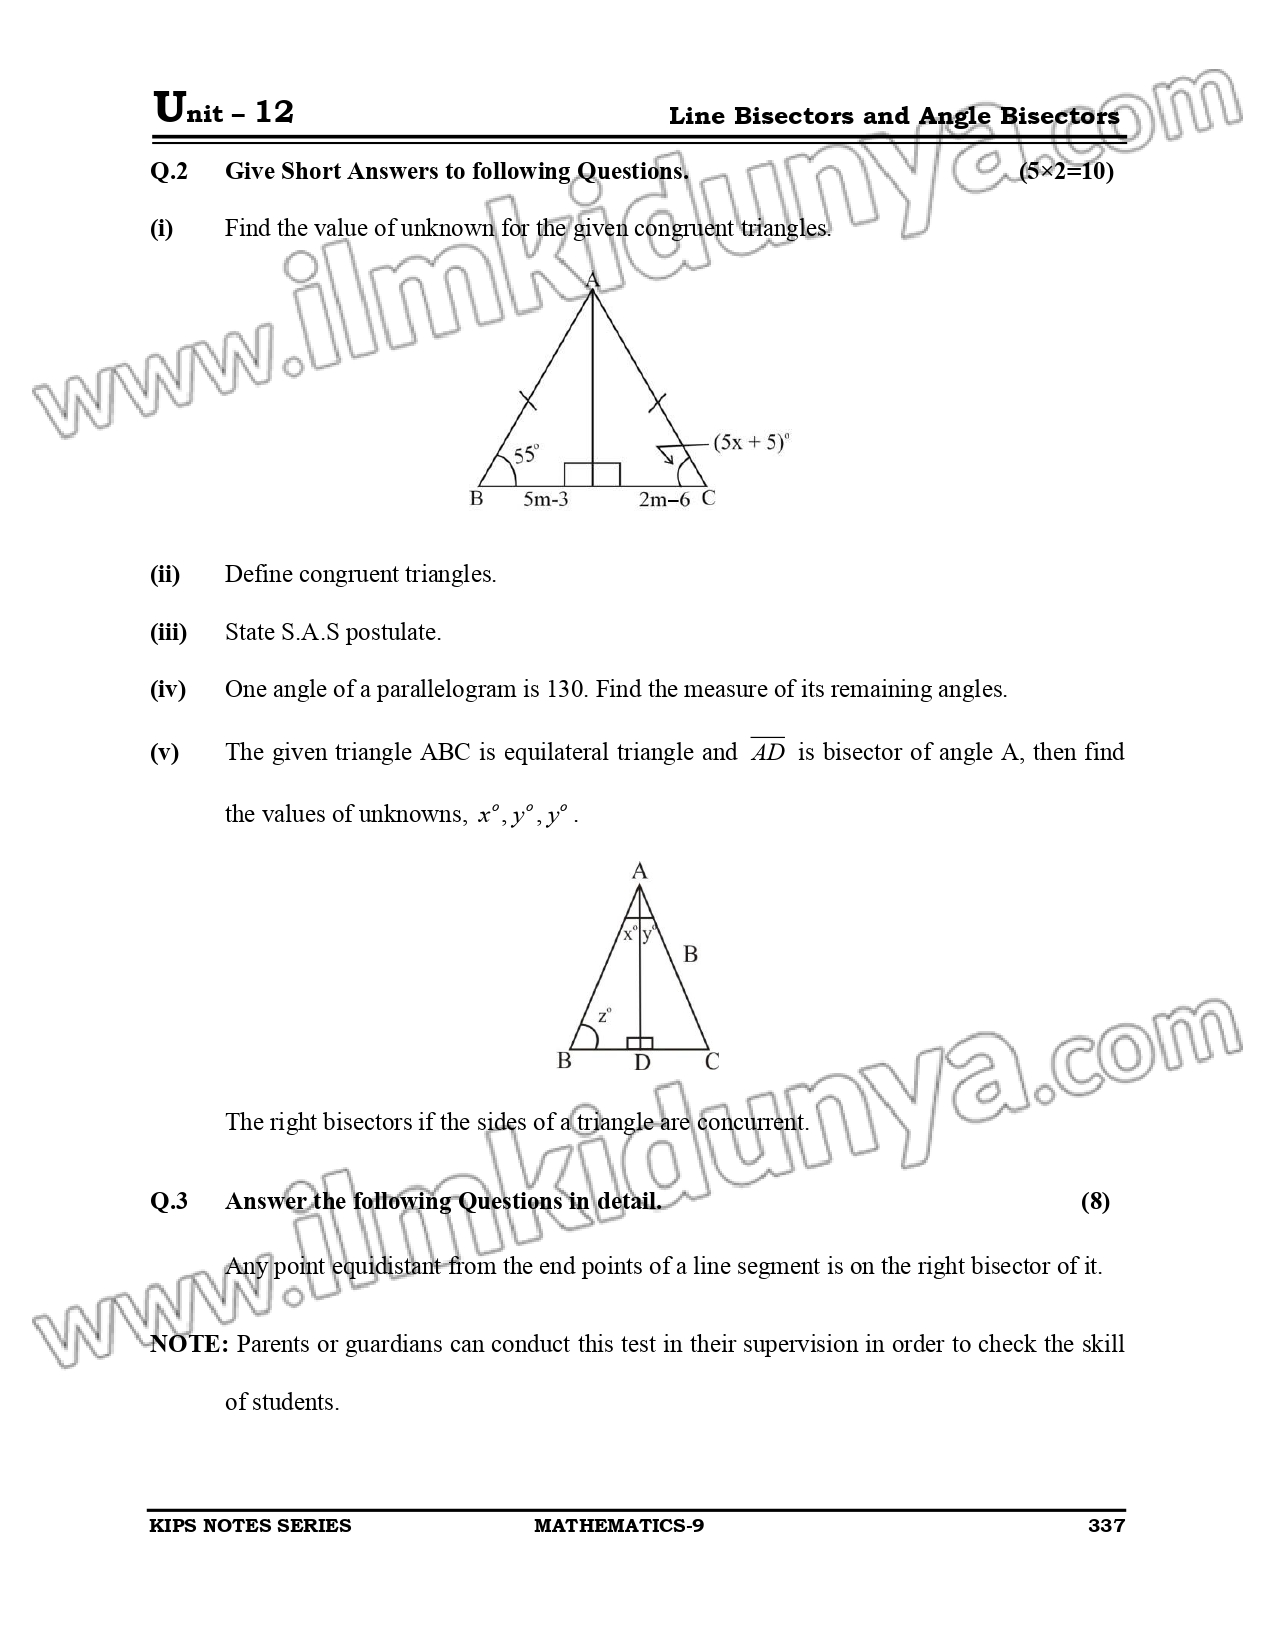 Unit – 12
Line Bisectors and Angle Bisectors
Q.2 Give Short Answers to following Questions. (5×2=10)
(i) Find the value of unknown for the given congruent triangles.
A
55° (5x + 5)°
B 5m-3 2m–6 C
(ii) Define congruent triangles.
(iii) State S.A.S postulate.
(iv) One angle of a parallelogram is 130. Find the measure of its remaining angles.
(v) The given triangle ABC is equilateral triangle and AD is bisector of angle A, then find
the values of unknowns, x°, y°, y°.
A
x° y°
B
z°
B D C
The right bisectors if the sides of a triangle are concurrent.
Q.3 Answer the following Questions in detail. (8)
Any point equidistant from the end points of a line segment is on the right bisector of it.
NOTE: Parents or guardians can conduct this test in their supervision in order to check the skill
of students.
KIPS NOTES SERIES MATHEMATICS-9 337
www.ilmkidunya.com
www.ilmkidunya.com